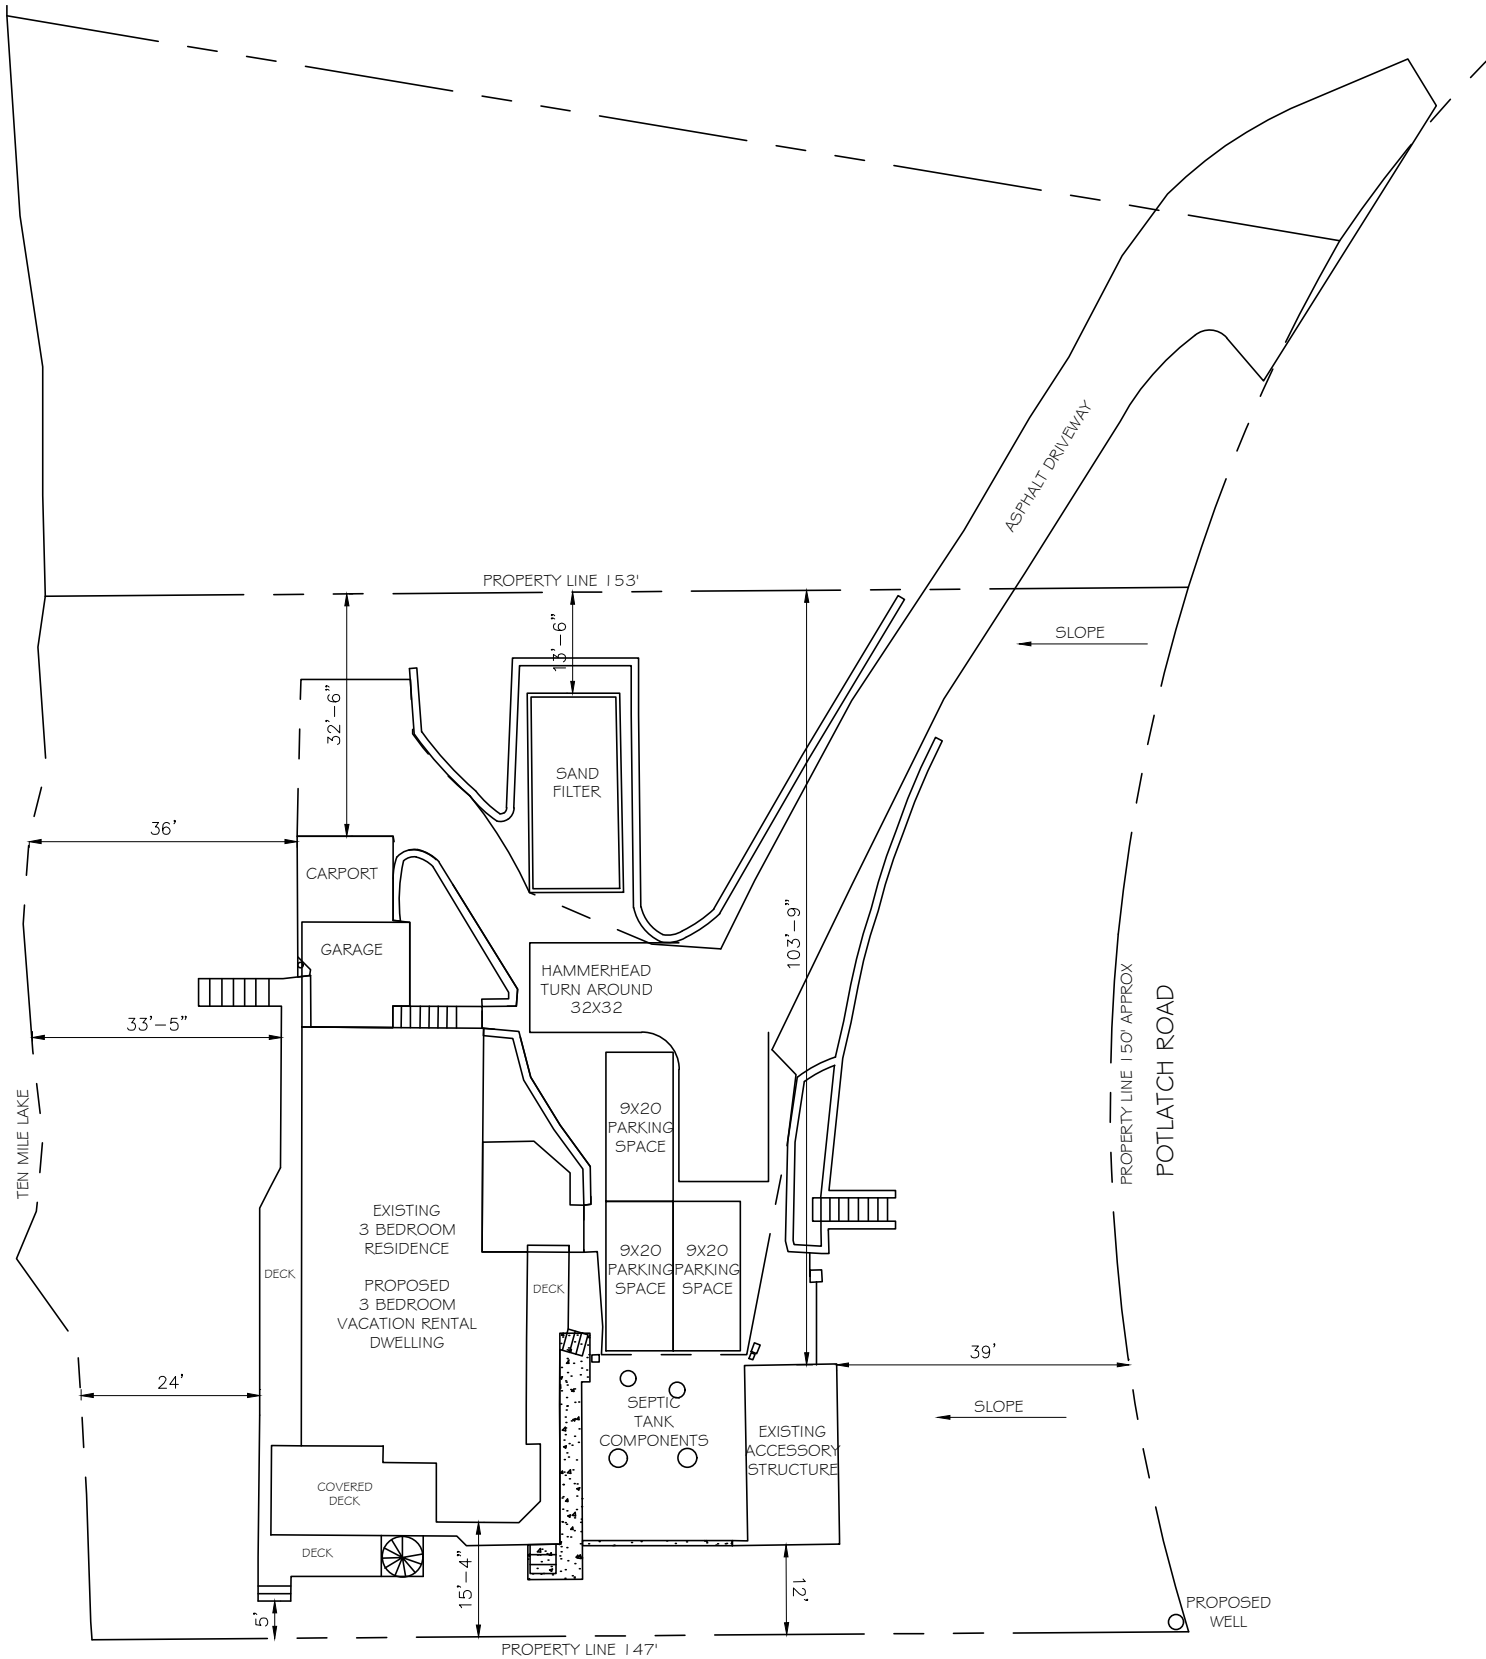 ASPHALT DRIVEWAY
PROPERTY LINE 153'
SLOPE
13'-6"
32'-6"
SAND
FILTER
36'
CARPORT
103'-9"
GARAGE
HAMMERHEAD
TURN AROUND
32X32
33'-5"
PROPERTY LINE 150' APPROX
POTLATCH ROAD
TEN MILE LAKE
9X20
PARKING
SPACE
EXISTING
3 BEDROOM
RESIDENCE
PROPOSED
3 BEDROOM
VACATION RENTAL
DWELLING
DECK
DECK
9X20
PARKING
SPACE
9X20
PARKING
SPACE
39'
24'
SLOPE
SEPTIC
TANK
COMPONENTS
EXISTING
ACCESSORY
STRUCTURE
COVERED
DECK
DECK
15'-4"
12'
5'
PROPOSED
WELL
PROPERTY LINE 147'